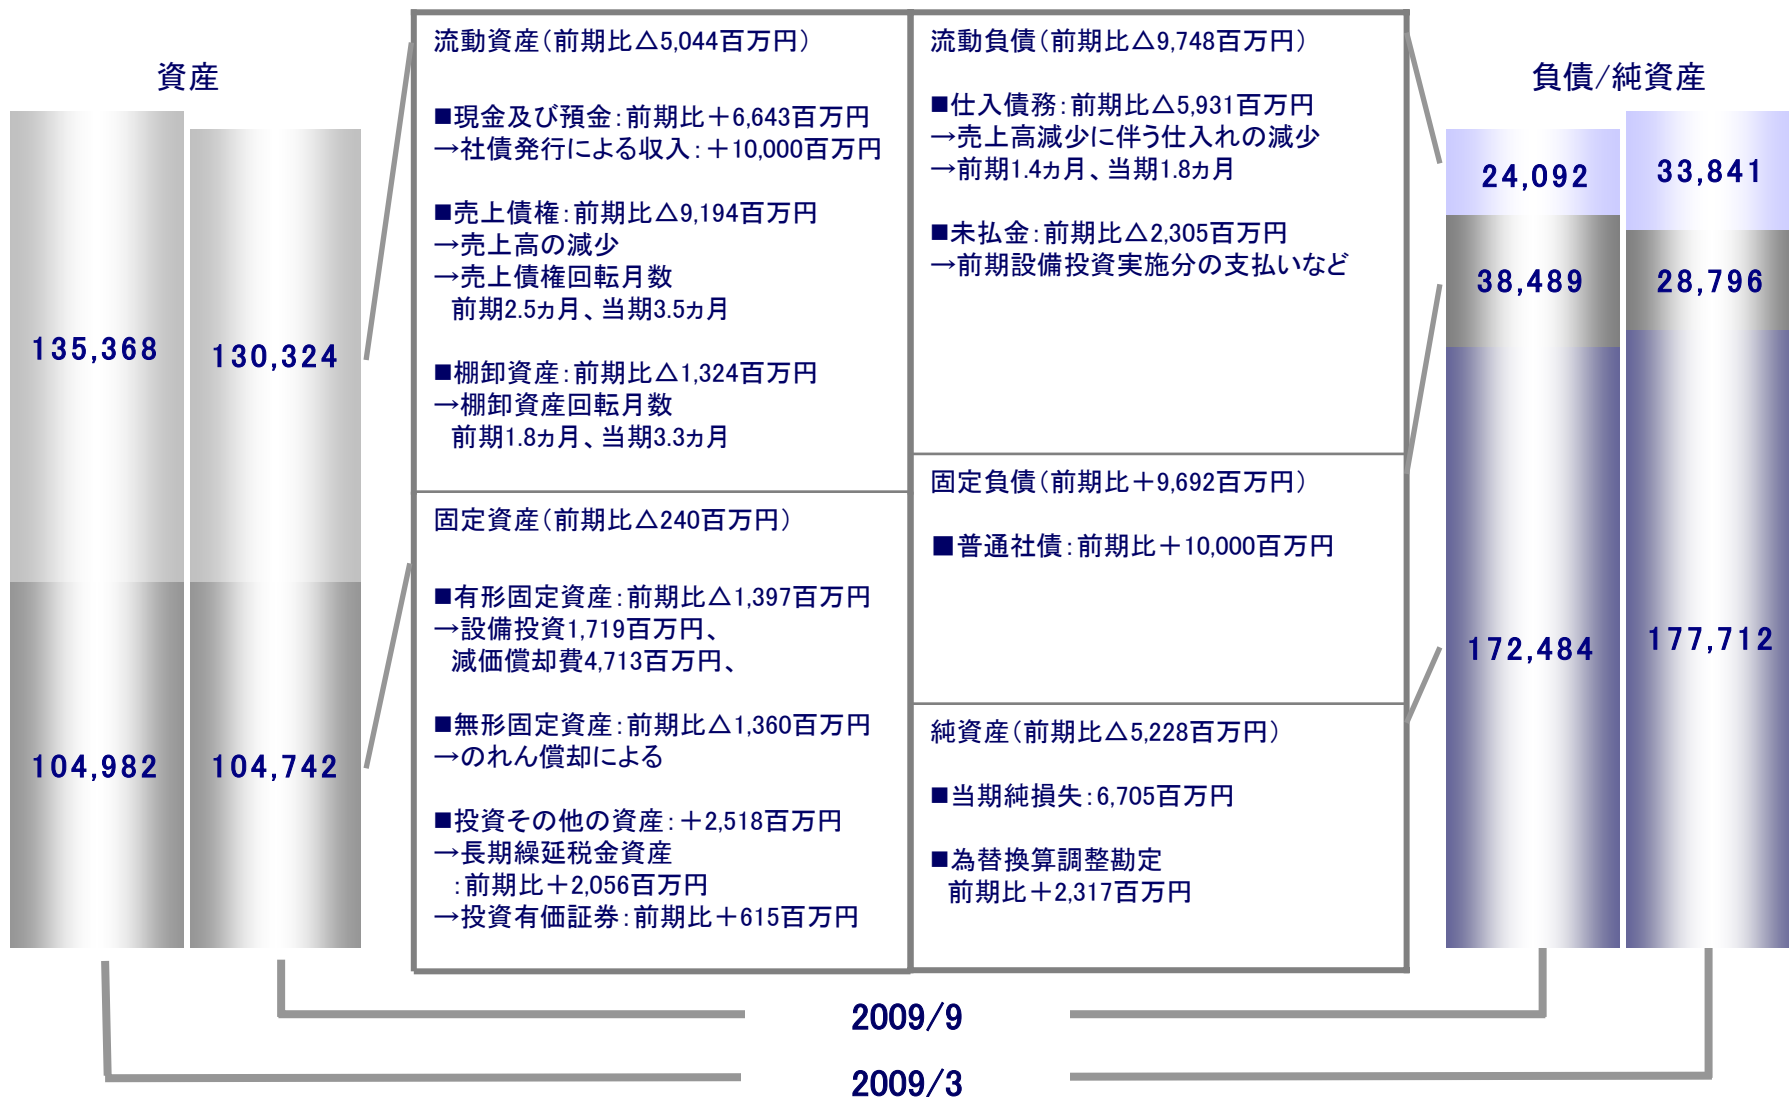 資産
135,368
130,324
104,982
104,742
流動資産（前期比△5,044百万円）
■現金及び預金：前期比＋6,643百万円
→社債発行による収入：＋10,000百万円
■売上債権：前期比△9,194百万円
→売上高の減少
→売上債権回転月数
前期2.5ヵ月、当期3.5ヵ月
■棚卸資産：前期比△1,324百万円
→棚卸資産回転月数
前期1.8ヵ月、当期3.3ヵ月
固定資産（前期比△240百万円）
■有形固定資産：前期比△1,397百万円
→設備投資1,719百万円、
減価償却費4,713百万円、
■無形固定資産：前期比△1,360百万円
→のれん償却による
■投資その他の資産：＋2,518百万円
→長期繰延税金資産
：前期比＋2,056百万円
→投資有価証券：前期比＋615百万円
流動負債（前期比△9,748百万円）
■仕入債務：前期比△5,931百万円
→売上高減少に伴う仕入れの減少
→前期1.4ヵ月、当期1.8ヵ月
■未払金：前期比△2,305百万円
→前期設備投資実施分の支払いなど
固定負債（前期比＋9,692百万円）
■普通社債：前期比＋10,000百万円
純資産（前期比△5,228百万円）
■当期純損失：6,705百万円
■為替換算調整勘定
前期比＋2,317百万円
負債/純資産
24,092
33,841
38,489
28,796
172,484
177,712
2009/9
2009/3